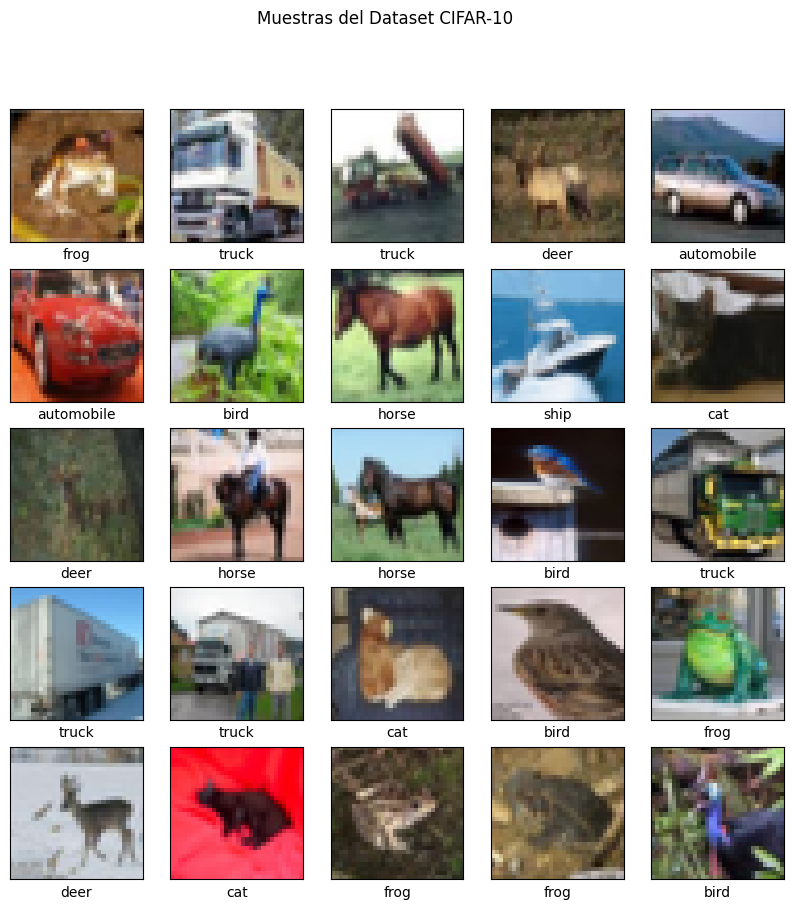 Muestras del Dataset CIFAR-10
frog truck truck deer automobile
automobile bird horse ship cat
deer horse horse bird truck
truck truck cat bird frog
deer cat frog frog bird